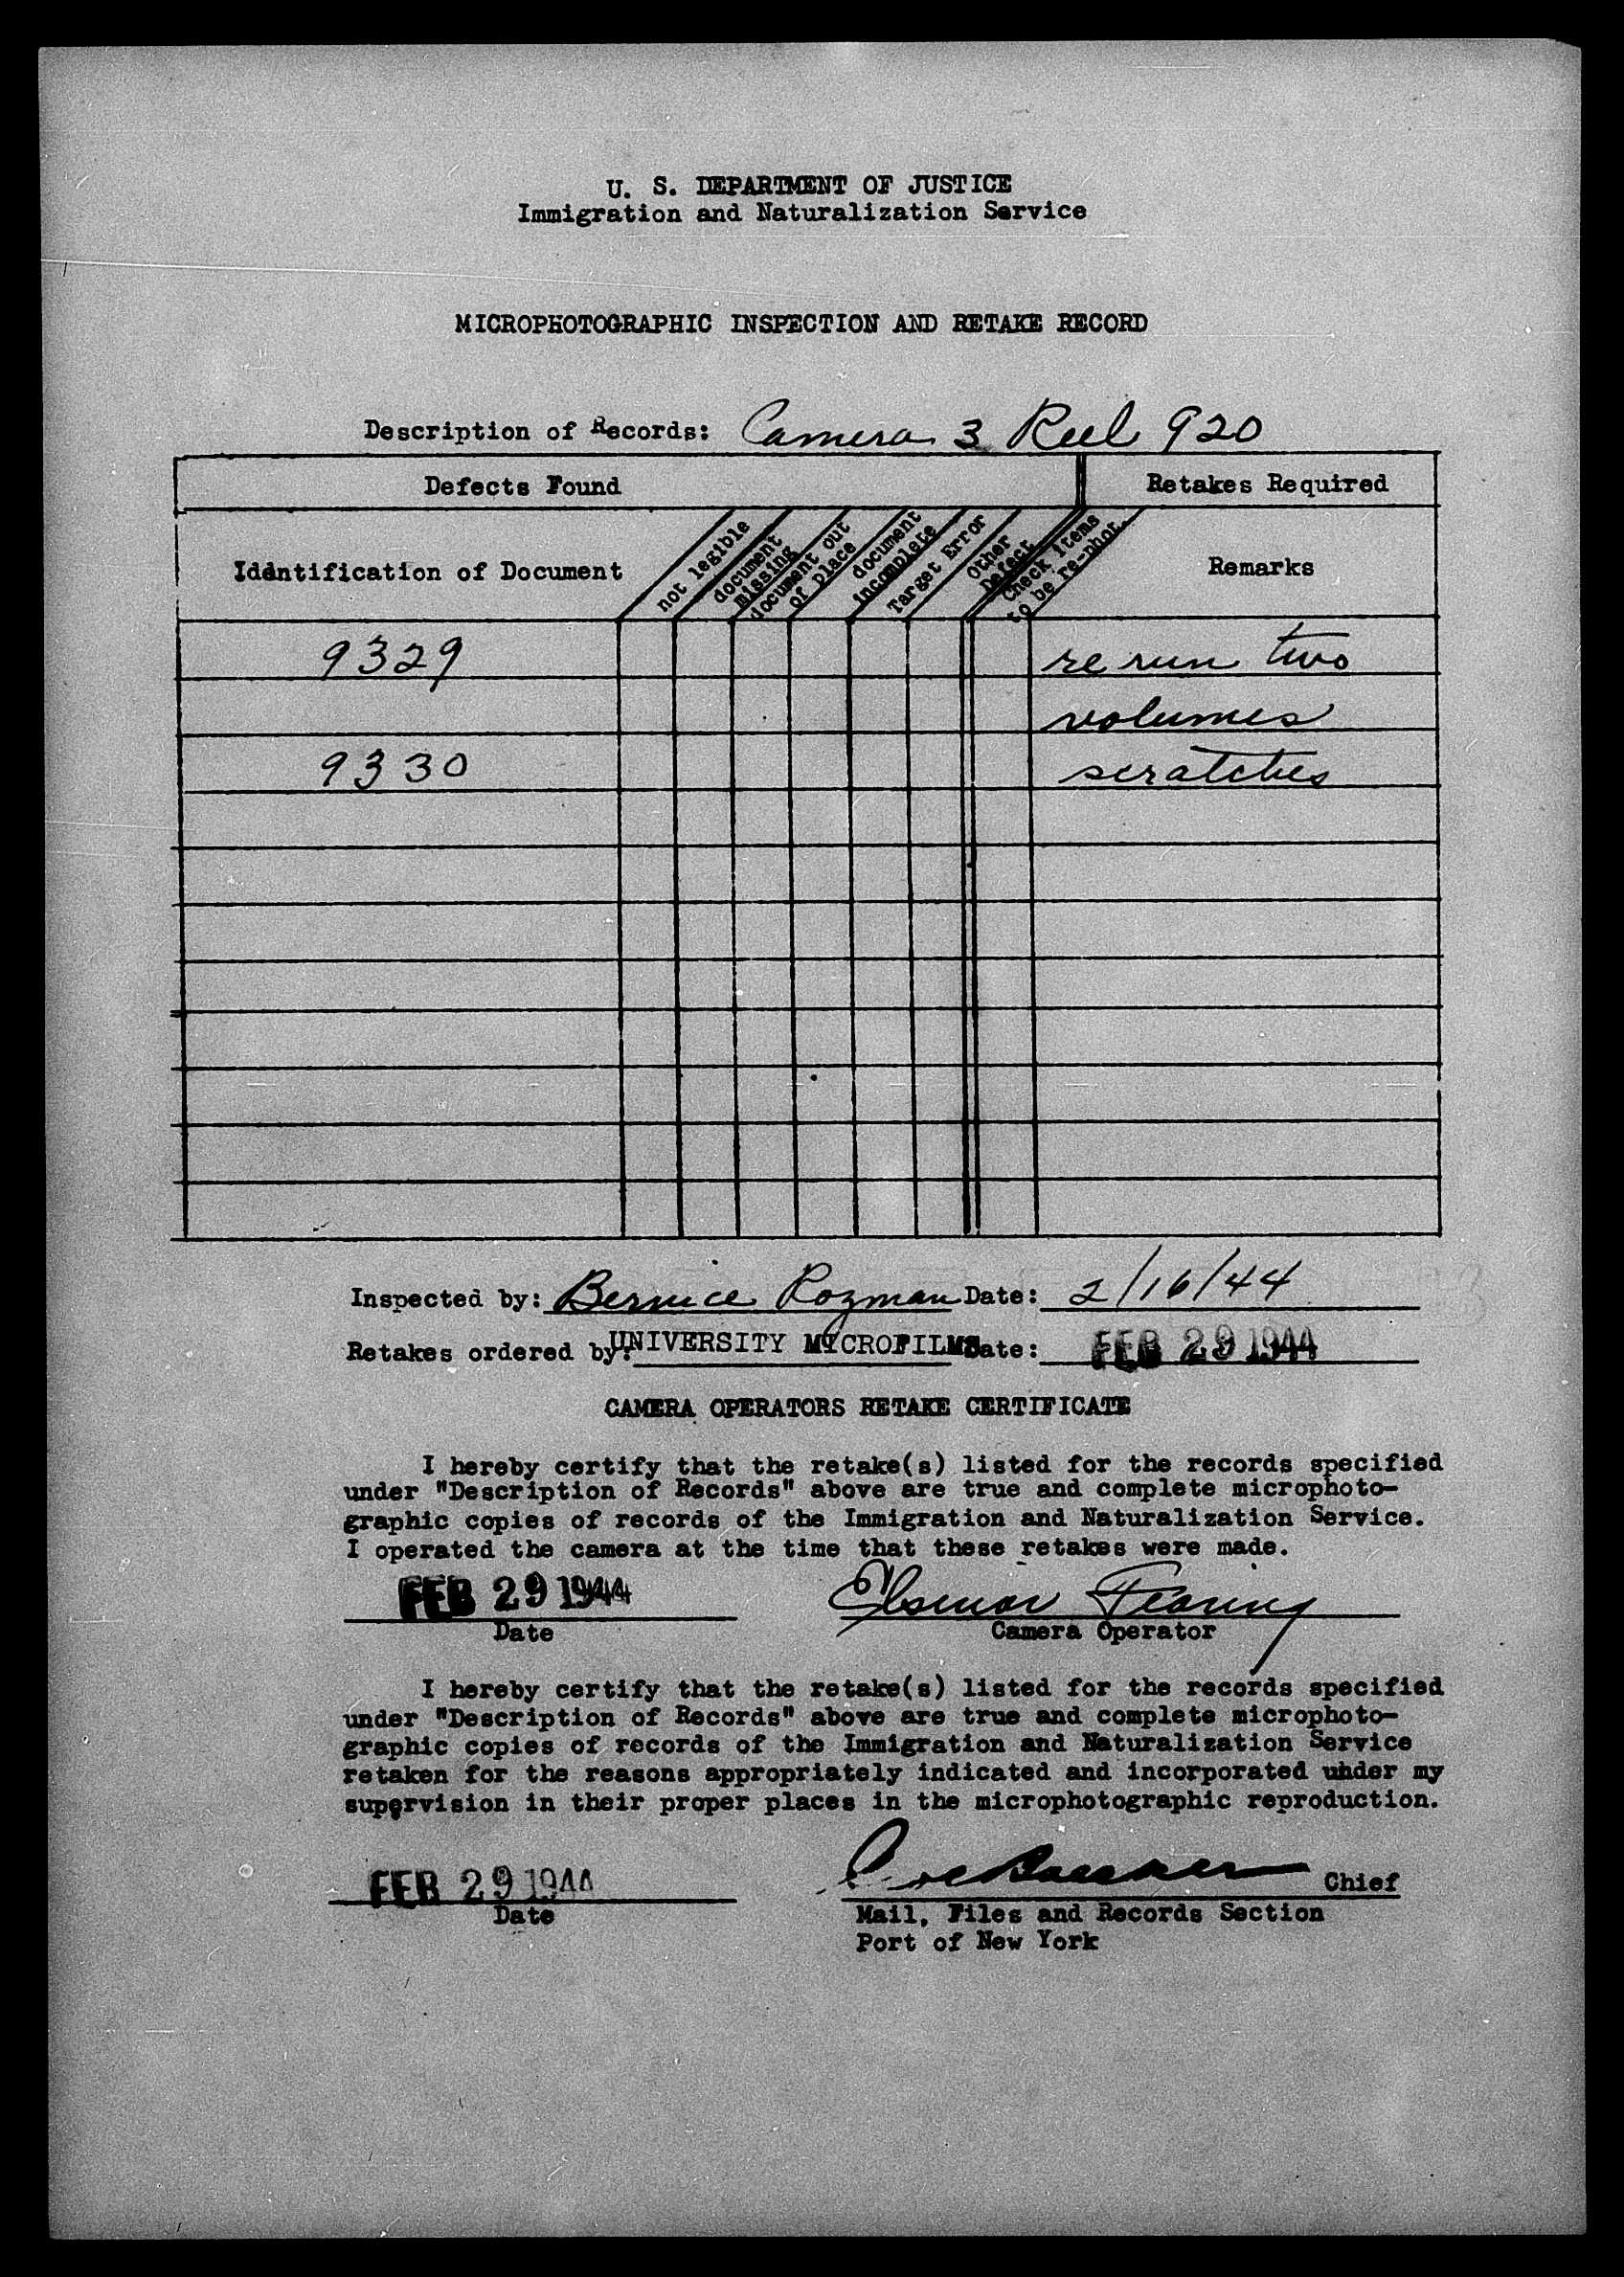 U. S. DEPARTMENT OF JUSTICE
Immigration and Naturalization Service
MICROPHOTOGRAPHIC INSPECTION AND RETAKE RECORD
Description of Records: Camera 3 Reel 920
Defects Found
Retakes Required
Identification of Document
not legible
document missing
document out of place
document incomplete
Target Error
Other Defect
Check items to be re-phot.
Remarks
9329 re run two
volumes
9330 scratches
Inspected by: Bernice Rozman Date: 2/16/44
Retakes ordered by: UNIVERSITY MICROFILMS Date: FEB 29 1944
CAMERA OPERATORS RETAKE CERTIFICATE
I hereby certify that the retake(s) listed for the records specified
under "Description of Records" above are true and complete microphoto-
graphic copies of records of the Immigration and Naturalization Service.
I operated the camera at the time that these retakes were made.
FEB 29 1944
Date
Camera Operator
I hereby certify that the retake(s) listed for the records specified
under "Description of Records" above are true and complete microphoto-
graphic copies of records of the Immigration and Naturalization Service
retaken for the reasons appropriately indicated and incorporated under my
supervision in their proper places in the microphotographic reproduction.
FEB 29 1944
Date
Chief
Mail, Files and Records Section
Port of New York